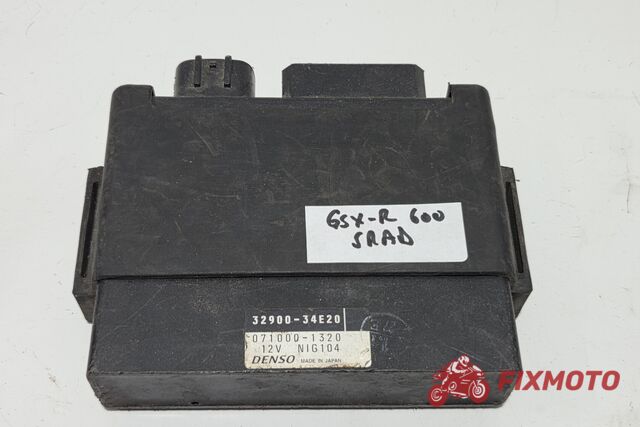 GSX-R 600
SRAD
32900-34E20
071000-1320
12V NIG104
DENSO MADE IN JAPAN
FIXMOTO